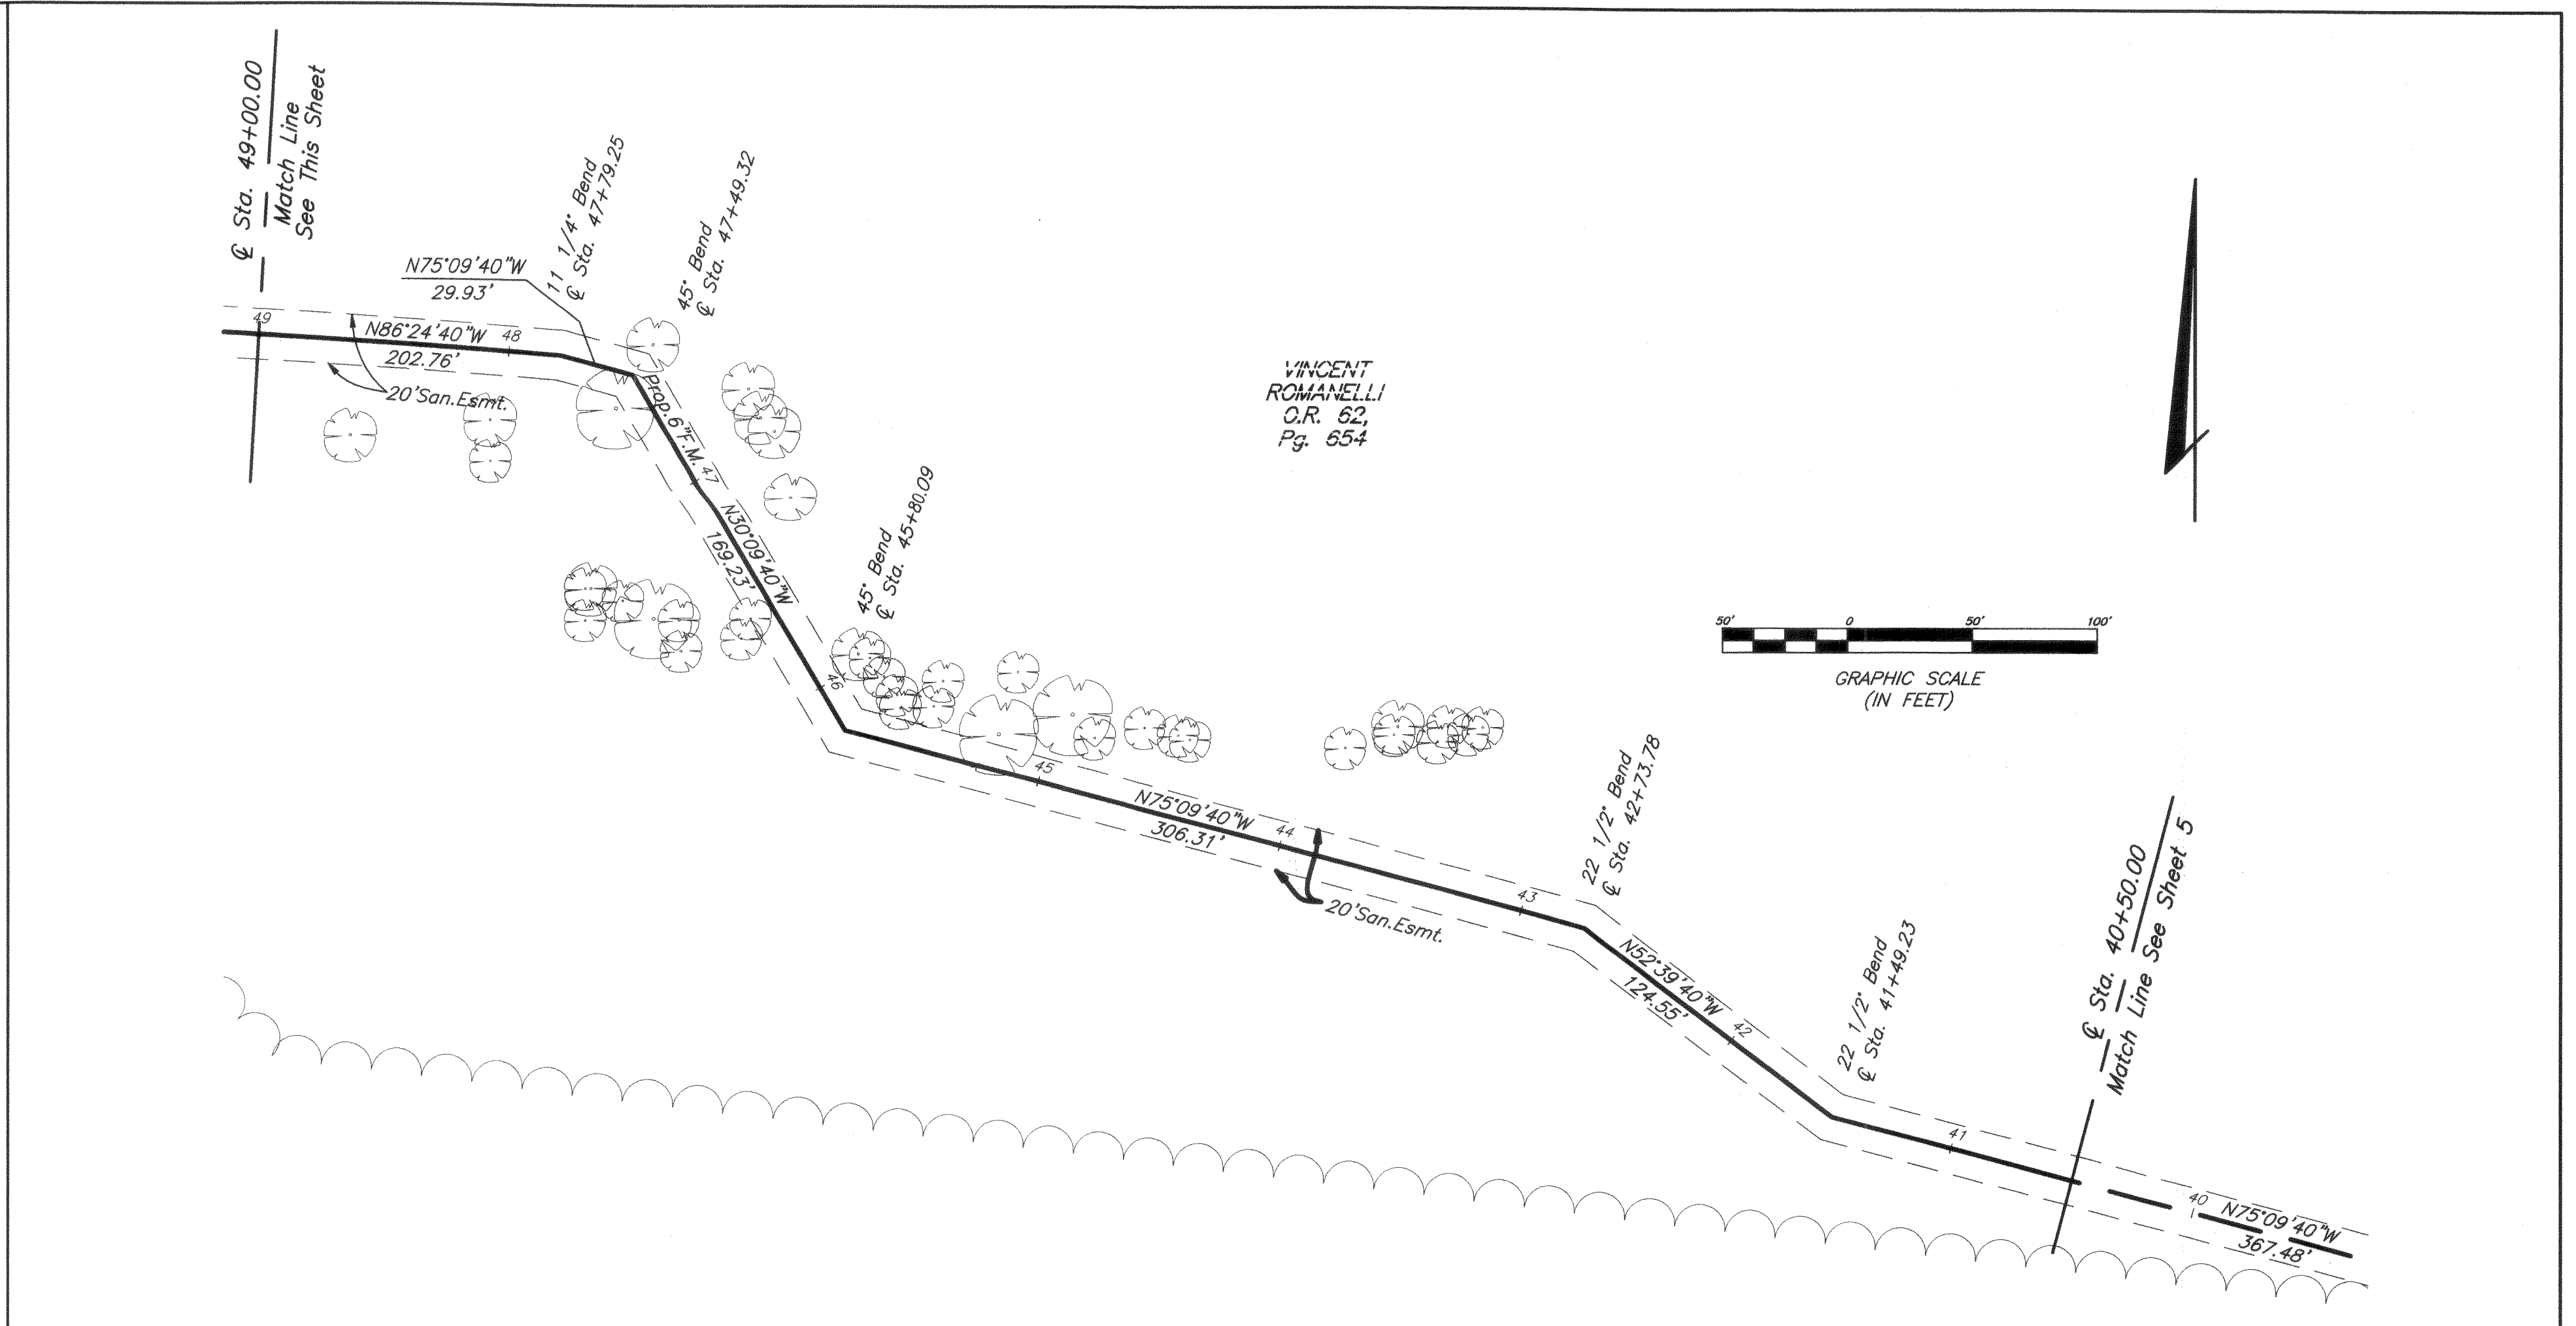 ℄ Sta. 49+00.00
Match Line
See This Sheet
N75°09'40"W
29.93'
11 1/4° Bend
℄ Sta. 47+79.25
45° Bend
℄ Sta. 47+49.32
49
N86°24'40"W
48
202.76'
20'San.Esmt.
Prop. 6"F.M.
47
N30°09'40"W
169.23'
VINCENT
ROMANELLI
O.R. 62,
Pg. 654
45° Bend
℄ Sta. 45+80.09
46
50'
0
50'
100'
GRAPHIC SCALE
(IN FEET)
45
N75°09'40"W
306.31'
44
20'San.Esmt.
43
22 1/2° Bend
℄ Sta. 42+73.78
N52°39'40"W
124.55'
42
22 1/2° Bend
℄ Sta. 41+49.23
41
℄ Sta. 40+50.00
Match Line See Sheet 5
40
N75°09'40"W
367.48'